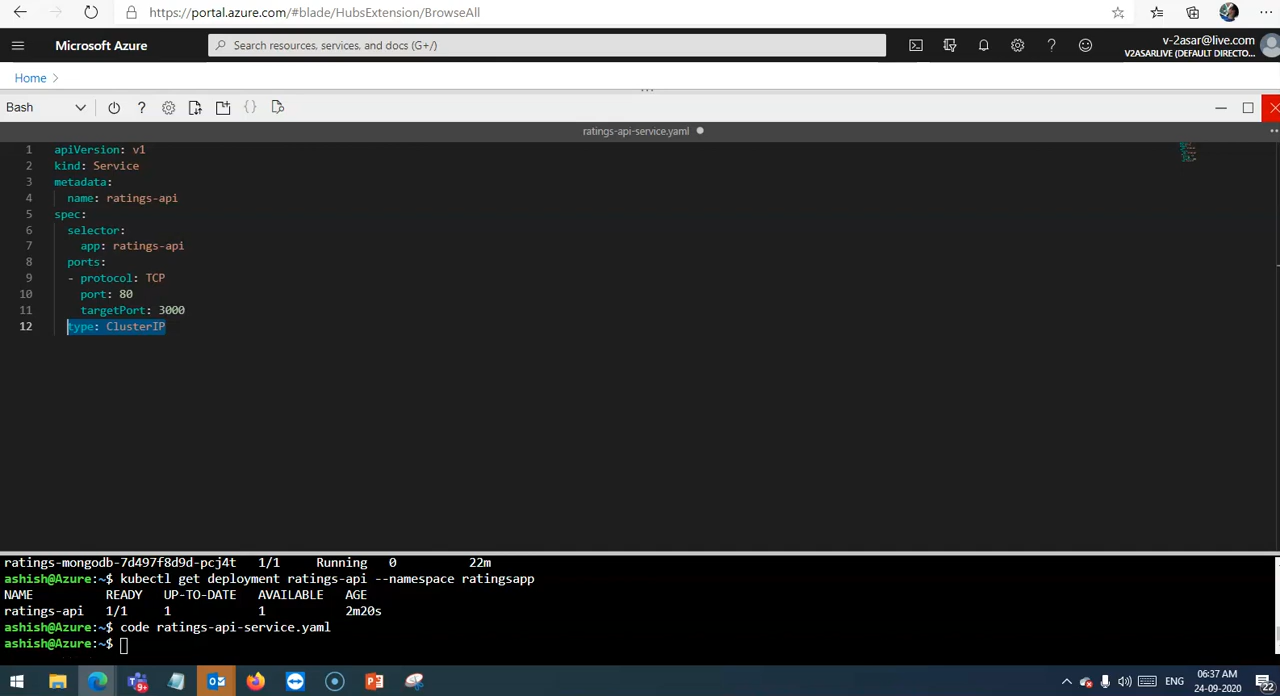 https://portal.azure.com/#blade/HubsExtension/BrowseAll
Microsoft Azure
Search resources, services, and docs (G+/)
v-2asar@live.com
V2ASARLIVE (DEFAULT DIRECTO...
Home
Bash
ratings-api-service.yaml
1 apiVersion: v1
2 kind: Service
3 metadata:
4 name: ratings-api
5 spec:
6 selector:
7 app: ratings-api
8 ports:
9 - protocol: TCP
10 port: 80
11 targetPort: 3000
12 type: ClusterIP
ratings-mongodb-7d497f8d9d-pcj4t 1/1 Running 0 22m
ashish@Azure:~$ kubectl get deployment ratings-api --namespace ratingsapp
NAME READY UP-TO-DATE AVAILABLE AGE
ratings-api 1/1 1 1 2m20s
ashish@Azure:~$ code ratings-api-service.yaml
ashish@Azure:~$
ENG
06:37 AM
24-09-2020
22